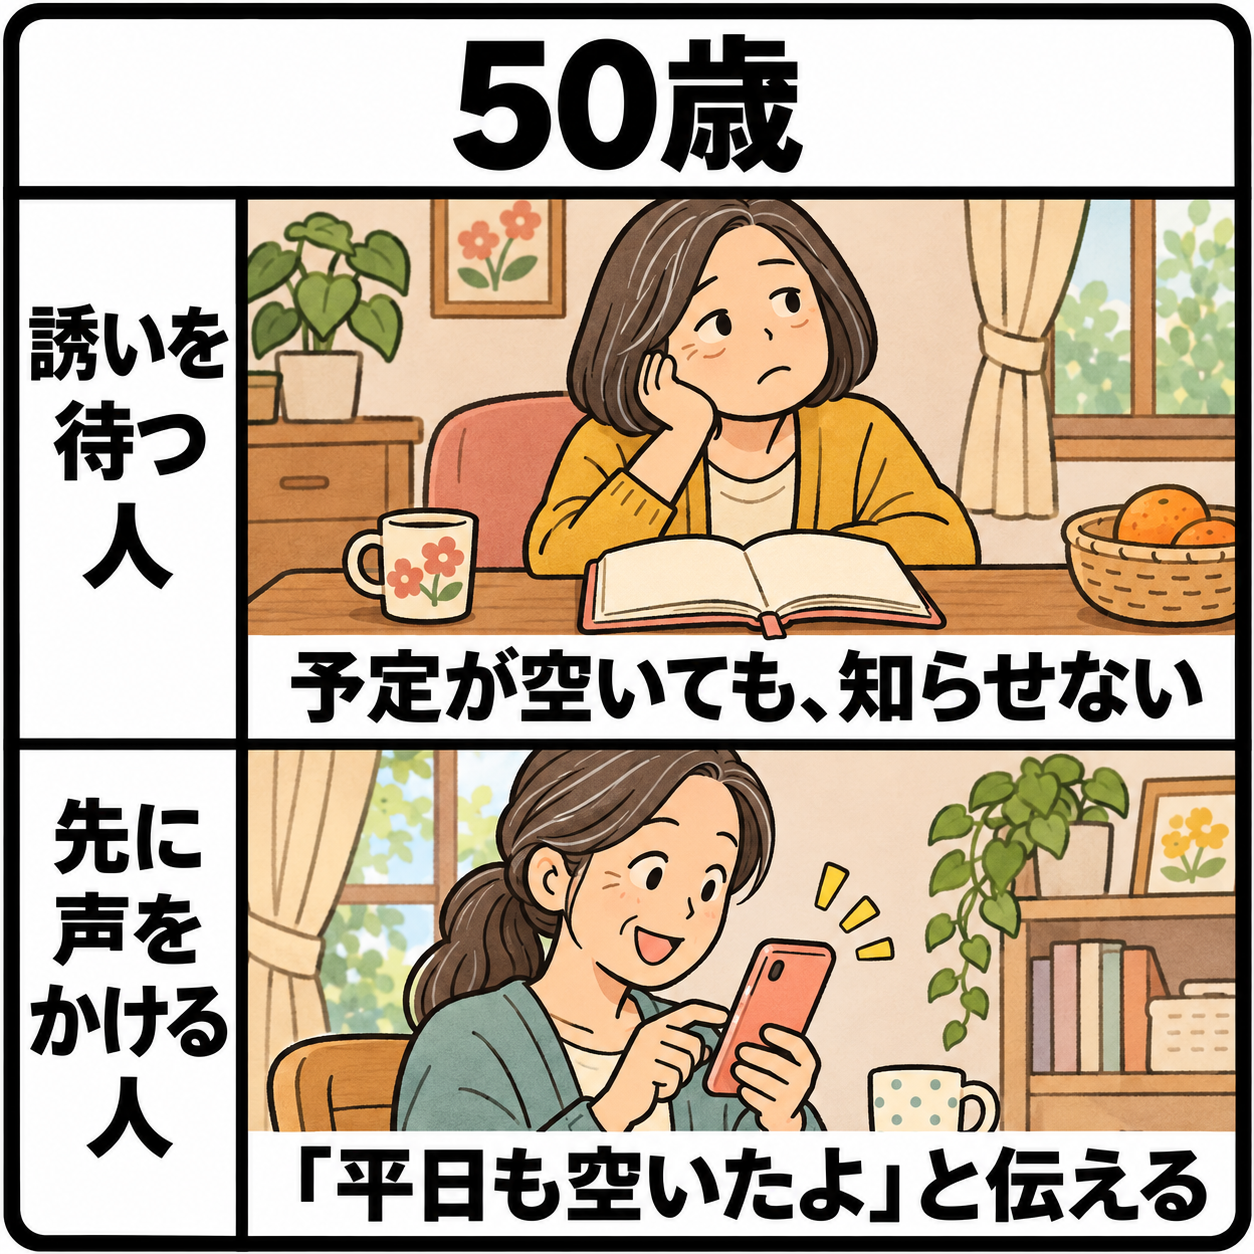 50歳
誘いを
待つ
人
予定が空いても、知らせない
先に
声を
かける
人
「平日も空いたよ」と伝える